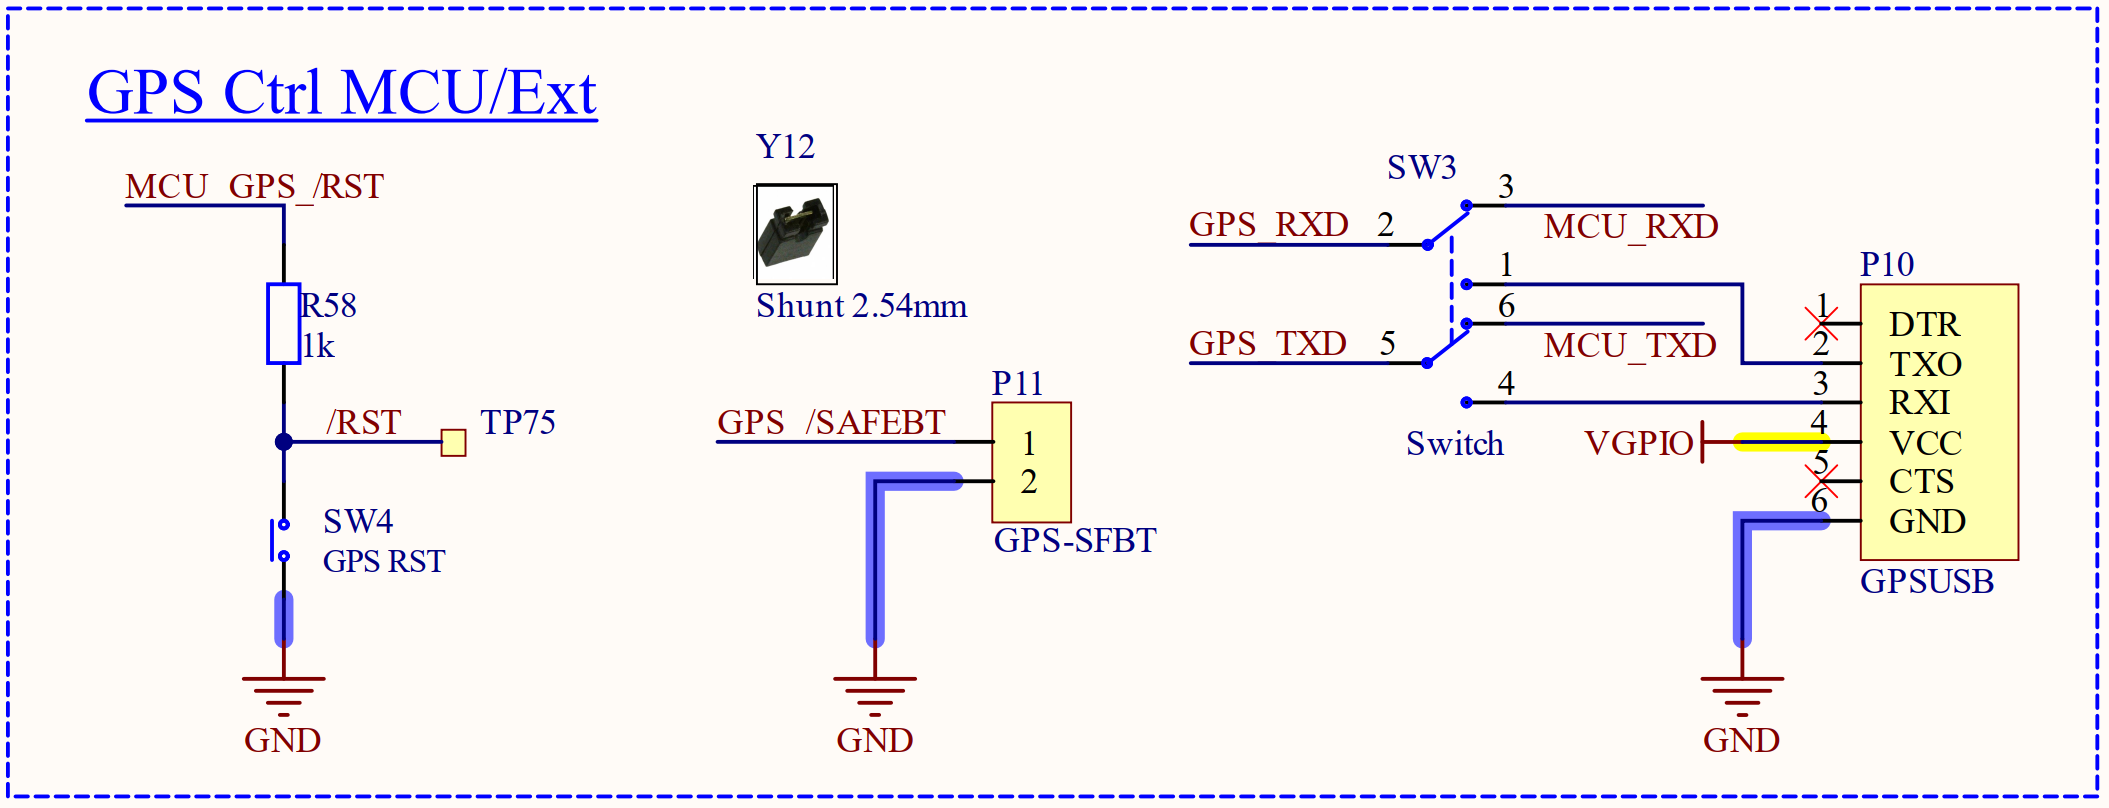 GPS Ctrl MCU/Ext
MCU_GPS_/RST
R58
1k
/RST
TP75
SW4
GPS RST
GND
Y12
Shunt 2.54mm
P11
GPS_/SAFEBT
1
2
GPS-SFBT
GND
SW3
3
GPS_RXD 2
MCU_RXD
1
6
GPS_TXD 5
MCU_TXD
4
Switch
P10
1 DTR
2 TXO
3 RXI
VGPIO 4 VCC
5 CTS
6 GND
GPSUSB
GND